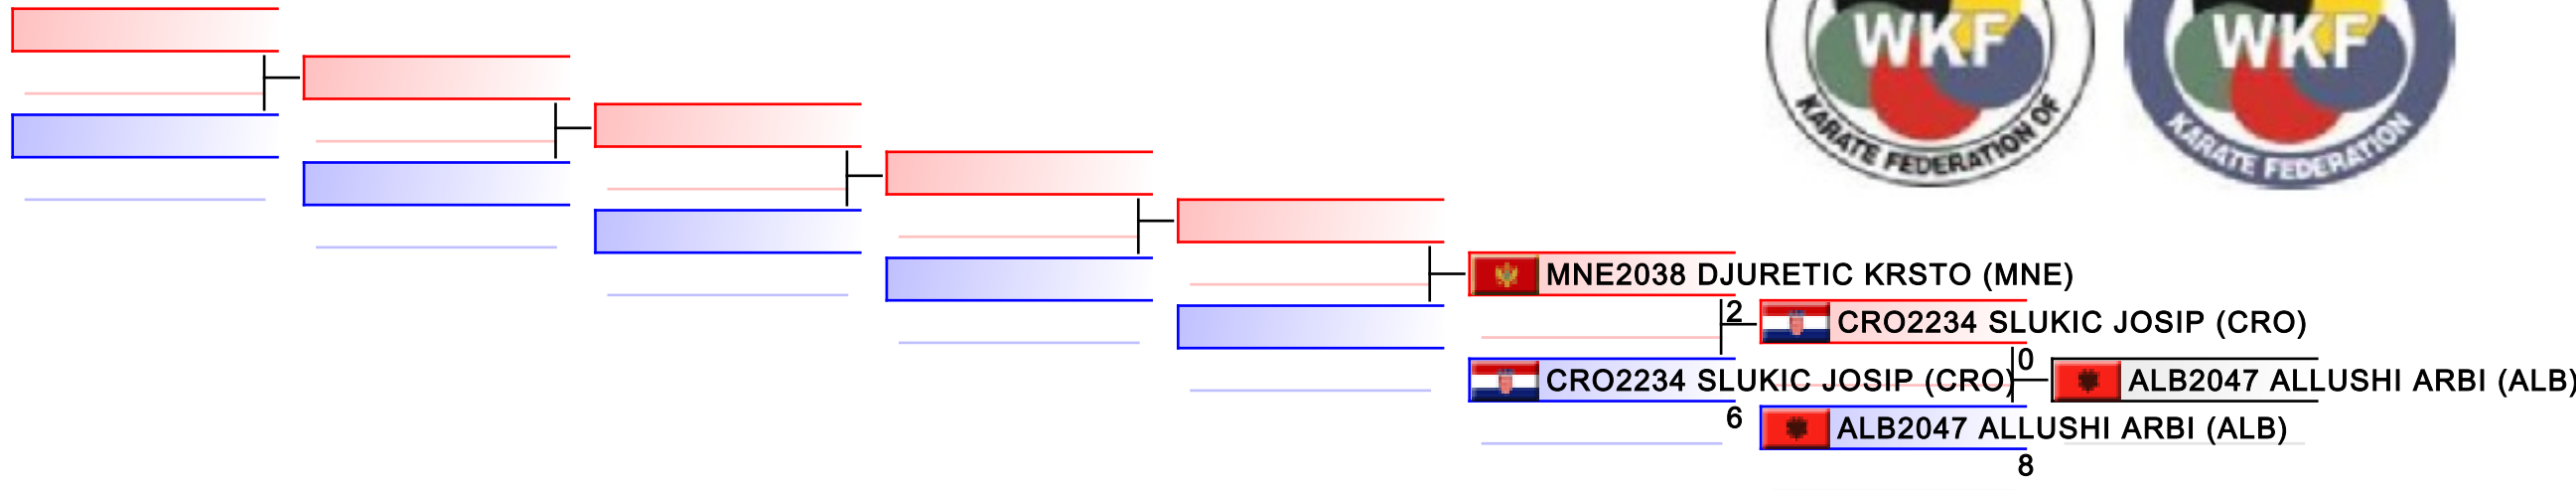 WKF
KARATE FEDERATION OF
WKF
KARATE FEDERATION
MNE2038 DJURETIC KRSTO (MNE)
2
CRO2234 SLUKIC JOSIP (CRO)
0
CRO2234 SLUKIC JOSIP (CRO)
ALB2047 ALLUSHI ARBI (ALB)
6
ALB2047 ALLUSHI ARBI (ALB)
8